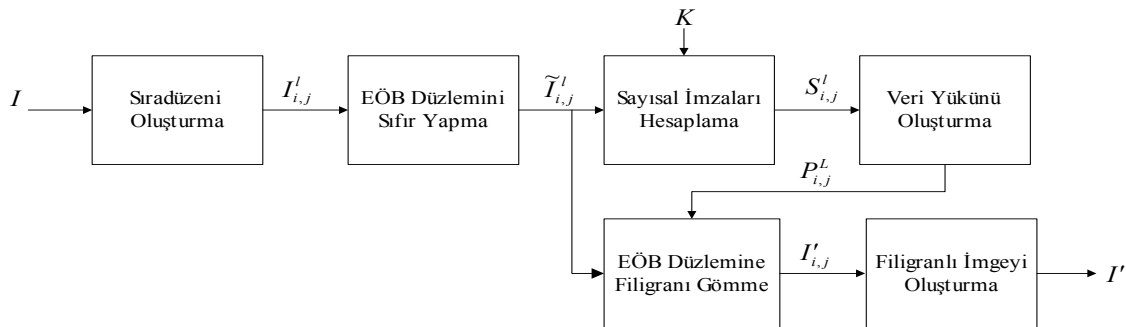 K
I
Sıradüzeni
Oluşturma
I^l_{i,j}
EÖB Düzlemini
Sıfır Yapma
Ĩ^l_{i,j}
Sayısal İmzaları
Hesaplama
S^l_{i,j}
Veri Yükünü
Oluşturma
P^L_{i,j}
EÖB Düzlemine
Filigranı Gömme
I'_{i,j}
Filigranlı İmgeyi
Oluşturma
I'